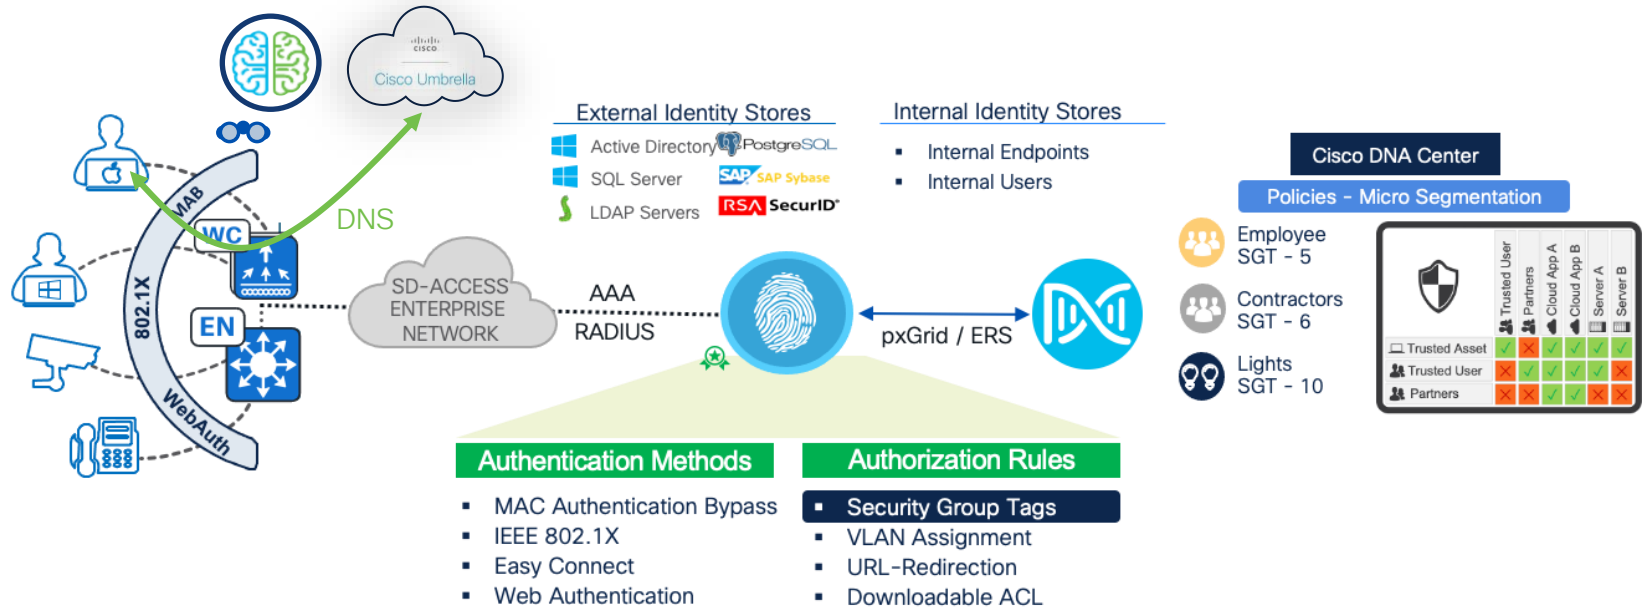 CISCO
Cisco Umbrella
DNS
MAB
802.1X
WebAuth
WC
EN
SD-ACCESS
ENTERPRISE
NETWORK
AAA
RADIUS
External Identity Stores
Active Directory
PostgreSQL
SQL Server
SAP SAP Sybase
LDAP Servers
RSA SecurID®
Internal Identity Stores
▪ Internal Endpoints
▪ Internal Users
pxGrid / ERS
Authentication Methods
▪ MAC Authentication Bypass
▪ IEEE 802.1X
▪ Easy Connect
▪ Web Authentication
Authorization Rules
▪ Security Group Tags
▪ VLAN Assignment
▪ URL-Redirection
▪ Downloadable ACL
Cisco DNA Center
Policies - Micro Segmentation
Employee
SGT - 5
Contractors
SGT - 6
Lights
SGT - 10
Trusted User
Partners
Cloud App A
Cloud App B
Server A
Server B
Trusted Asset ✓ ✕ ✓ ✓ ✓ ✓
Trusted User ✕ ✓ ✓ ✓ ✓ ✕
Partners ✕ ✕ ✓ ✓ ✕ ✕